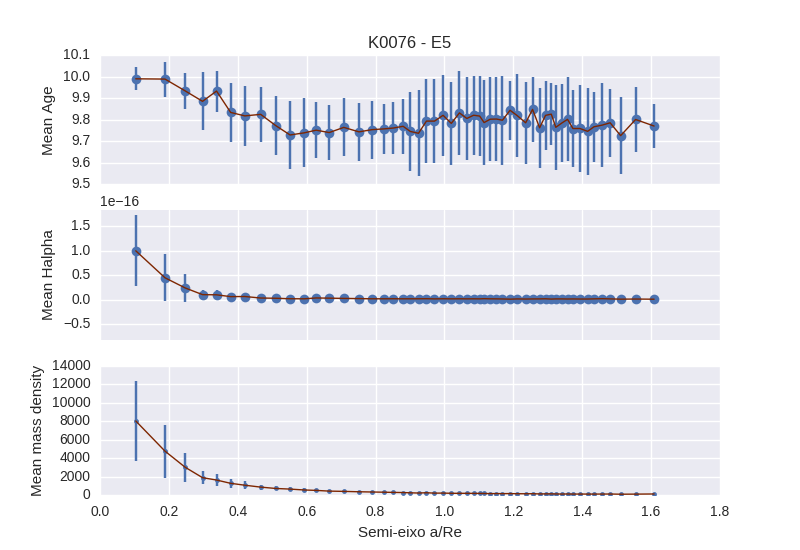 K0076 - E5
10.1
10.0
9.9
9.8
9.7
9.6
9.5
Mean Age
1e−16
1.5
1.0
0.5
0.0
−0.5
Mean Halpha
14000
12000
10000
8000
6000
4000
2000
0
Mean mass density
0.0 0.2 0.4 0.6 0.8 1.0 1.2 1.4 1.6 1.8
Semi-eixo a/Re